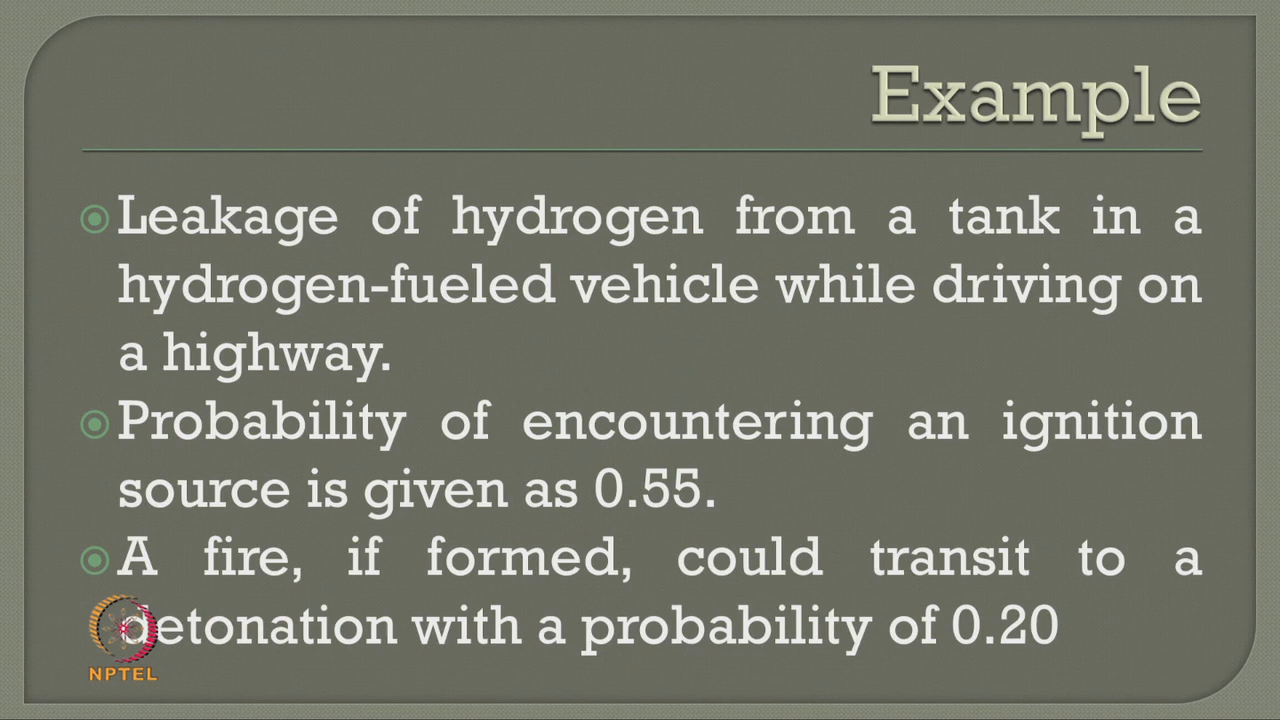 Example
Leakage of hydrogen from a tank in a
hydrogen-fueled vehicle while driving on
a highway.
Probability of encountering an ignition
source is given as 0.55.
A fire, if formed, could transit to a
detonation with a probability of 0.20
NPTEL